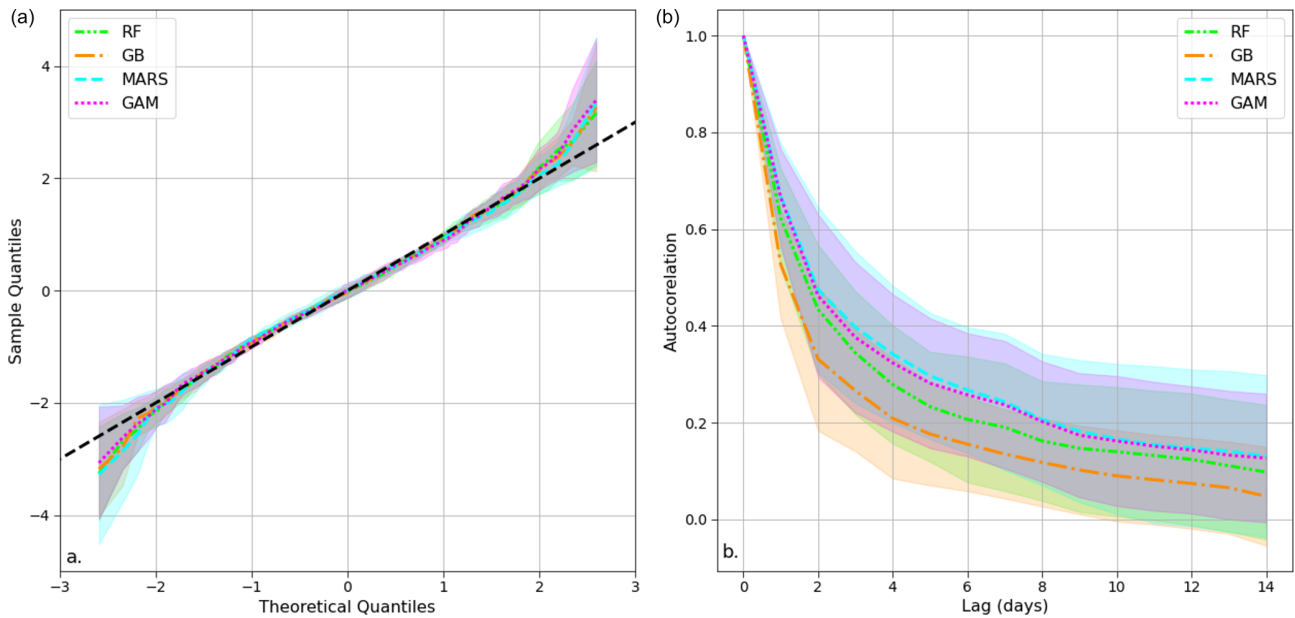 (a)
RF
GB
MARS
GAM
4
2
0
−2
−4
Sample Quantiles
a.
−3
−2
−1
0
1
2
3
Theoretical Quantiles
(b)
RF
GB
MARS
GAM
1.0
0.8
0.6
0.4
0.2
0.0
Autocorelation
b.
0
2
4
6
8
10
12
14
Lag (days)